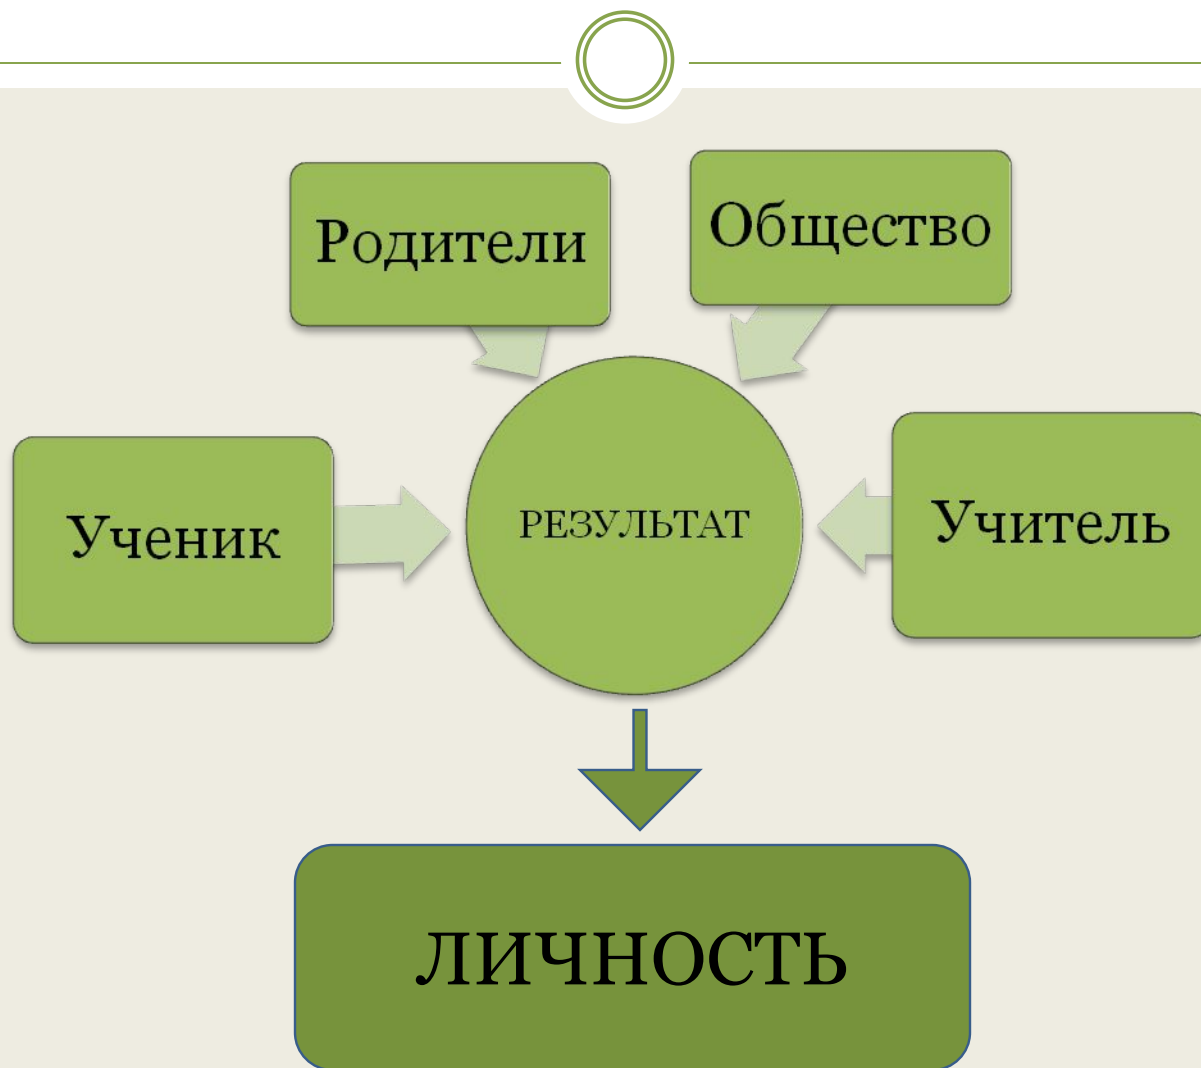 Родители
Общество
Ученик
РЕЗУЛЬТАТ
Учитель
ЛИЧНОСТЬ